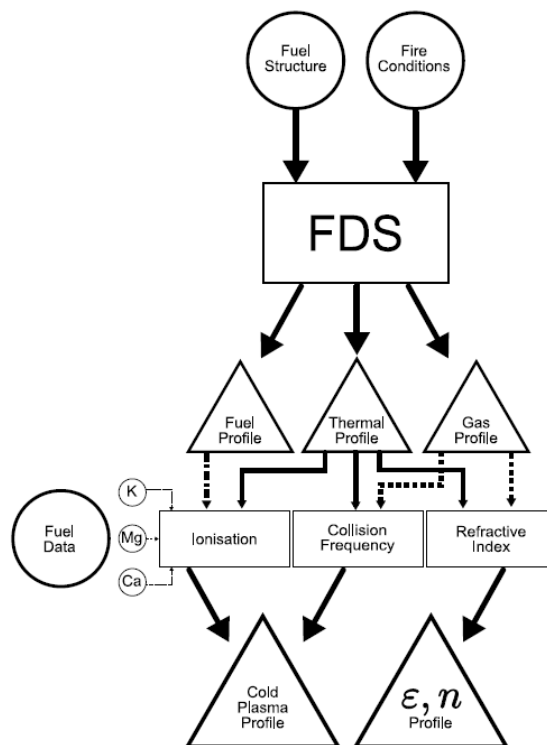 Fuel
Structure
Fire
Conditions
FDS
Fuel
Profile
Thermal
Profile
Gas
Profile
K
Mg
Ca
Fuel
Data
Ionisation
Collision
Frequency
Refractive
Index
Cold
Plasma
Profile
ε, n
Profile